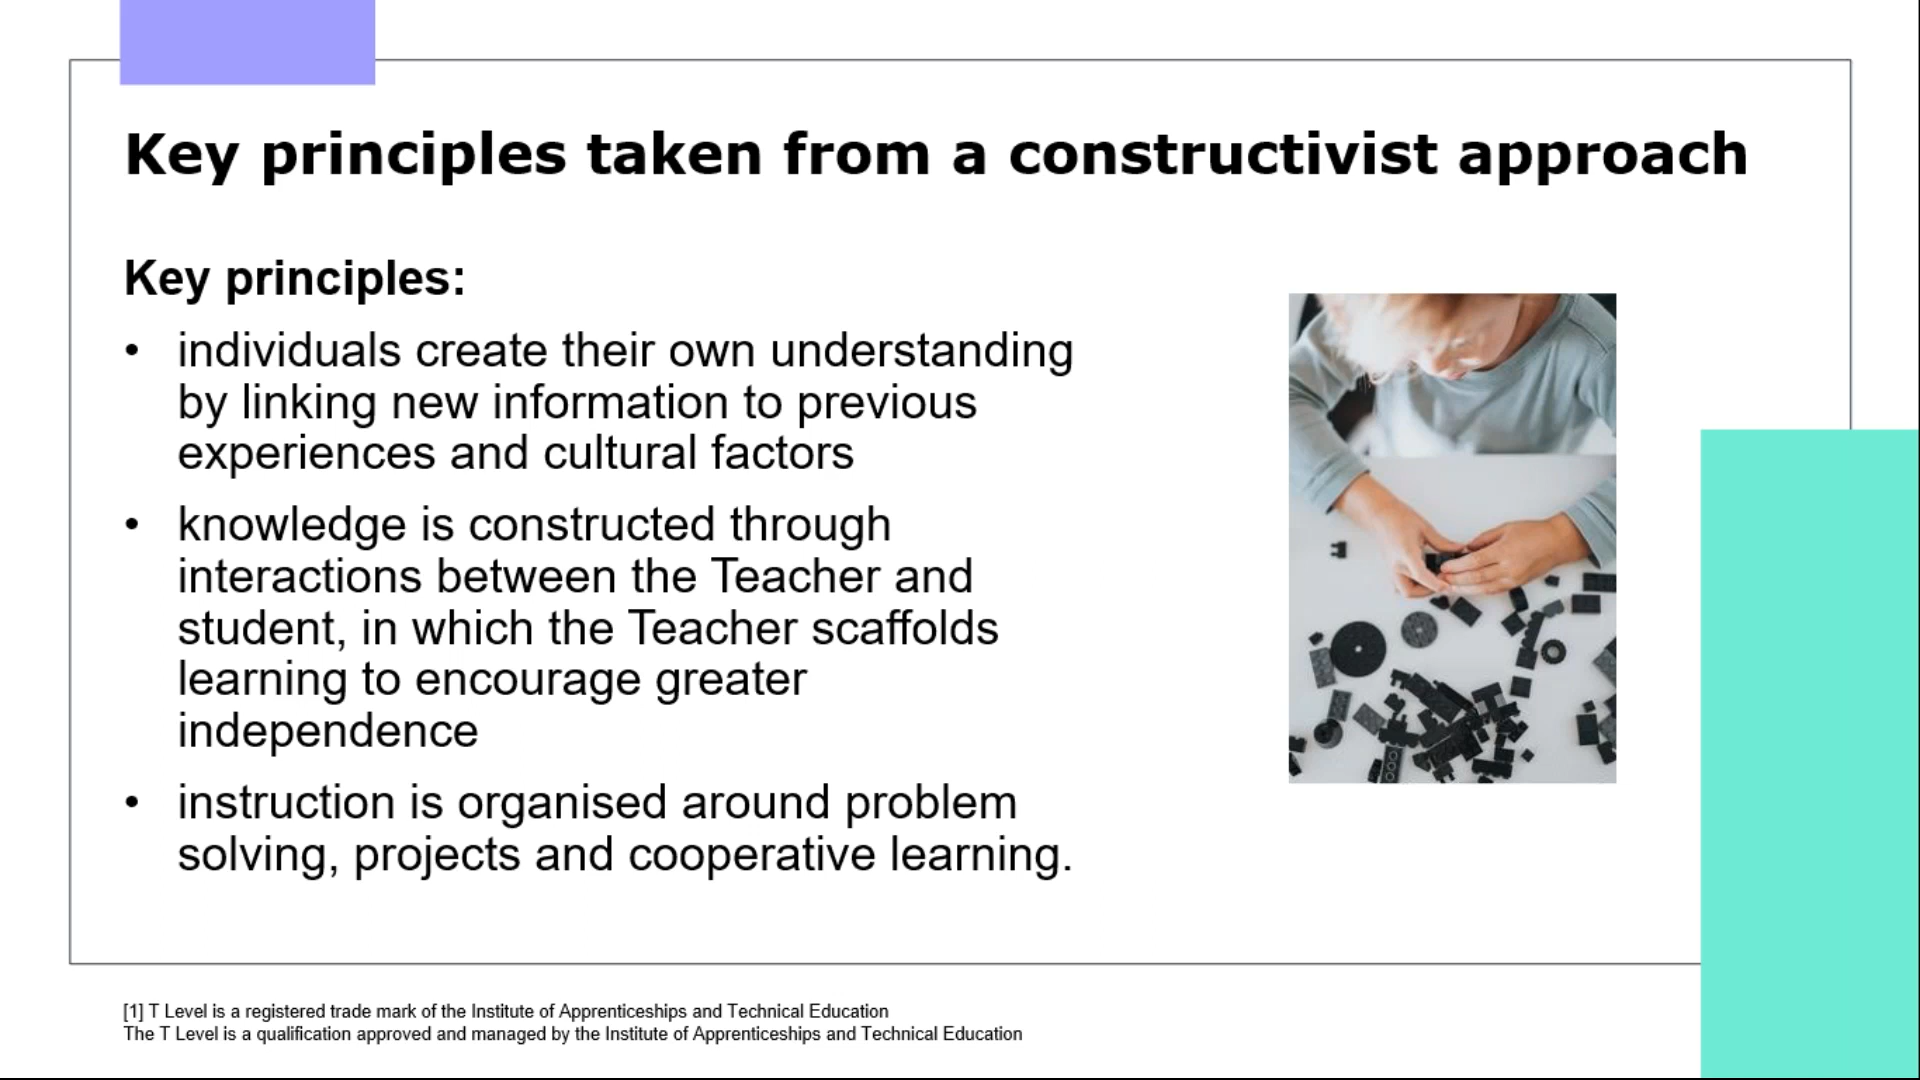 Key principles taken from a constructivist approach
Key principles:
• individuals create their own understanding
by linking new information to previous
experiences and cultural factors
• knowledge is constructed through
interactions between the Teacher and
student, in which the Teacher scaffolds
learning to encourage greater
independence
• instruction is organised around problem
solving, projects and cooperative learning.
[1] T Level is a registered trade mark of the Institute of Apprenticeships and Technical Education
The T Level is a qualification approved and managed by the Institute of Apprenticeships and Technical Education